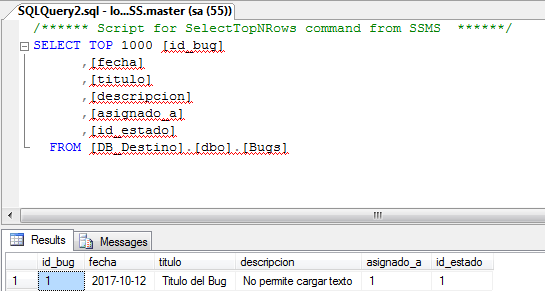 SQLQuery2.sql - lo...SS.master (sa (55))
/****** Script for SelectTopNRows command from SSMS  ******/
SELECT TOP 1000 [id_bug]
,[fecha]
,[titulo]
,[descripcion]
,[asignado_a]
,[id_estado]
FROM [DB_Destino].[dbo].[Bugs]
Results Messages
id_bug fecha titulo descripcion asignado_a id_estado
1 1 2017-10-12 Titulo del Bug No permite cargar texto 1 1